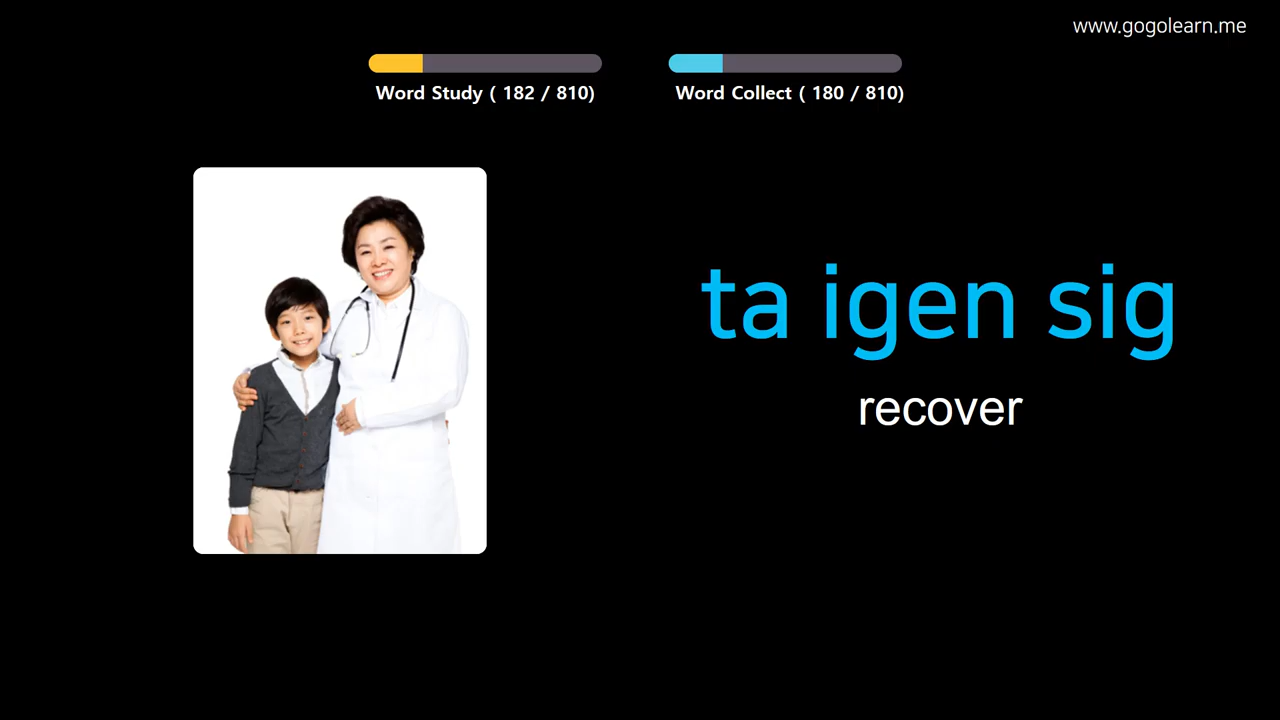 www.gogolearn.me
Word Study ( 182 / 810)
Word Collect ( 180 / 810)
ta igen sig
recover